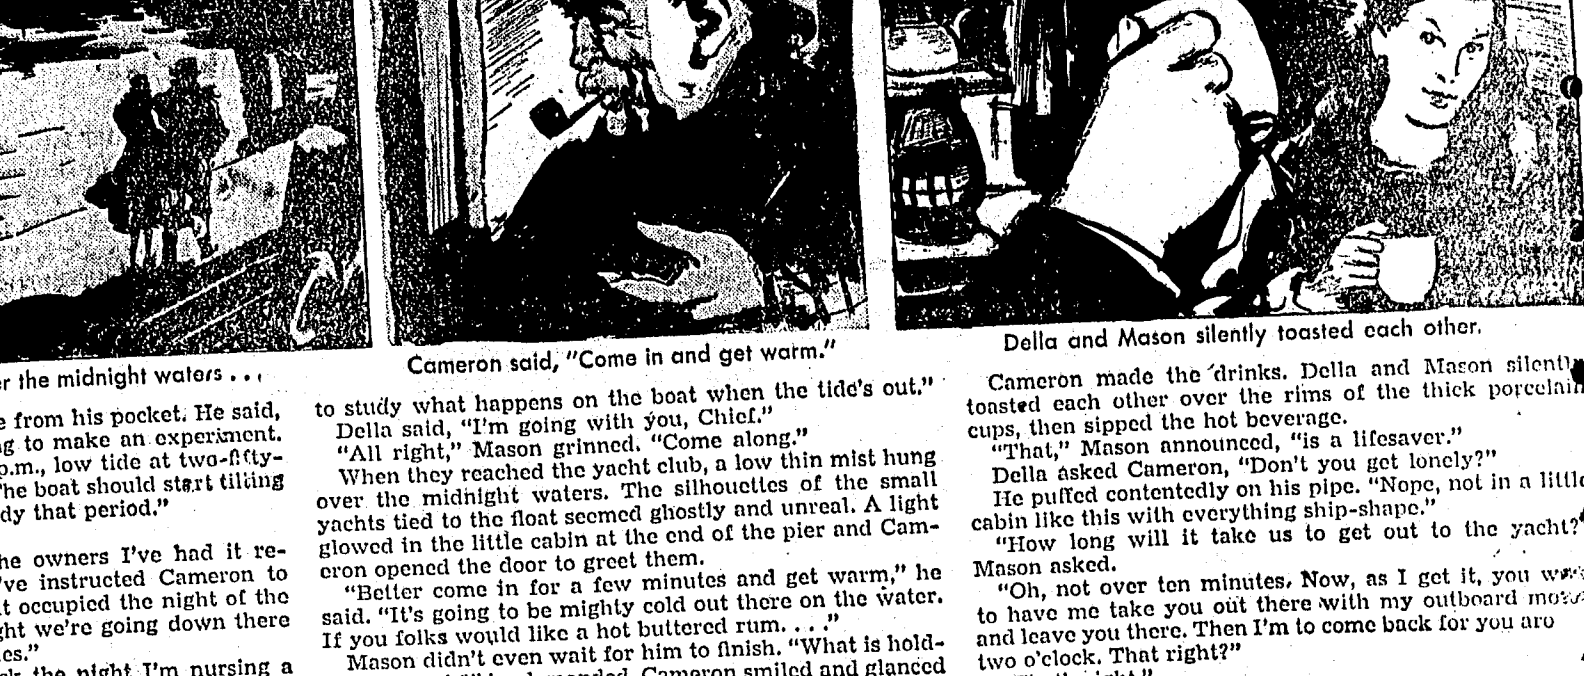 r the midnight waters . . .
e from his pocket. He said,
g to make an experiment.
p.m., low tide at two-fifty-
he boat should start tilting
dy that period."
he owners I've had it re-
've instructed Cameron to
t occupied the night of the
ght we're going down there
es."
the night I'm nursing a
Cameron said, "Come in and get warm."
to study what happens on the boat when the tide's out."
Della said, "I'm going with you, Chief."
"All right," Mason grinned. "Come along."
When they reached the yacht club, a low thin mist hung
over the midnight waters. The silhouettes of the small
yachts tied to the float seemed ghostly and unreal. A light
glowed in the little cabin at the end of the pier and Cam-
eron opened the door to greet them.
"Better come in for a few minutes and get warm," he
said. "It's going to be mighty cold out there on the water.
If you folks would like a hot buttered rum. . . ."
Mason didn't even wait for him to finish. "What is hold-
Cameron smiled and glanced
Della and Mason silently toasted each other.
Cameron made the drinks. Della and Mason silently
toasted each other over the rims of the thick porcelain
cups, then sipped the hot beverage.
"That," Mason announced, "is a lifesaver."
Della asked Cameron, "Don't you get lonely?"
He puffed contentedly on his pipe. "Nope, not in a little
cabin like this with everything ship-shape."
"How long will it take us to get out to the yacht?"
Mason asked.
"Oh, not over ten minutes. Now, as I get it, you
to have me take you out there with my outboard
and leave you there. Then I'm to come back for you aro
two o'clock. That right?"